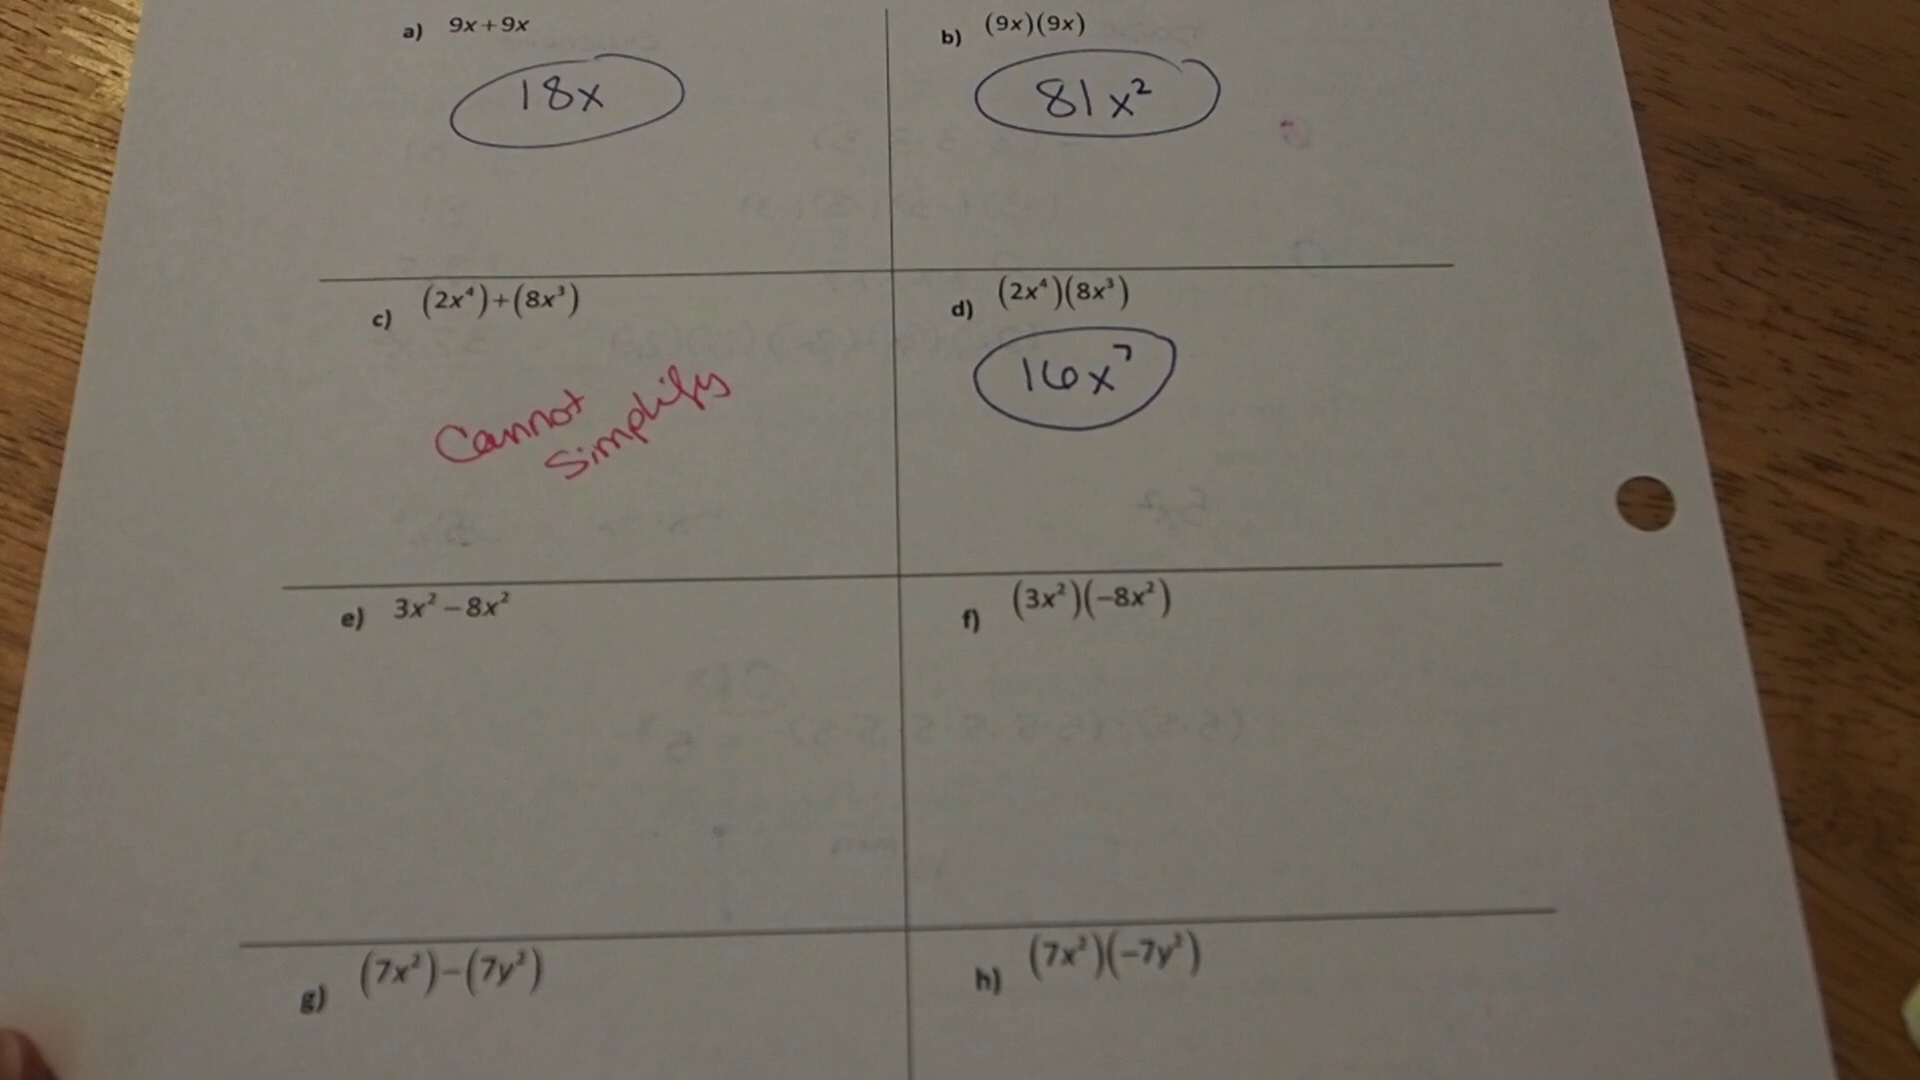 a) 9x+9x
18x
b) (9x)(9x)
81x²
c) (2x⁴)+(8x³)
Cannot
simplify
d) (2x⁴)(8x³)
16x⁷
e) 3x²−8x²
f) (3x²)(−8x²)
g) (7x²)−(7y²)
h) (7x²)(−7y²)